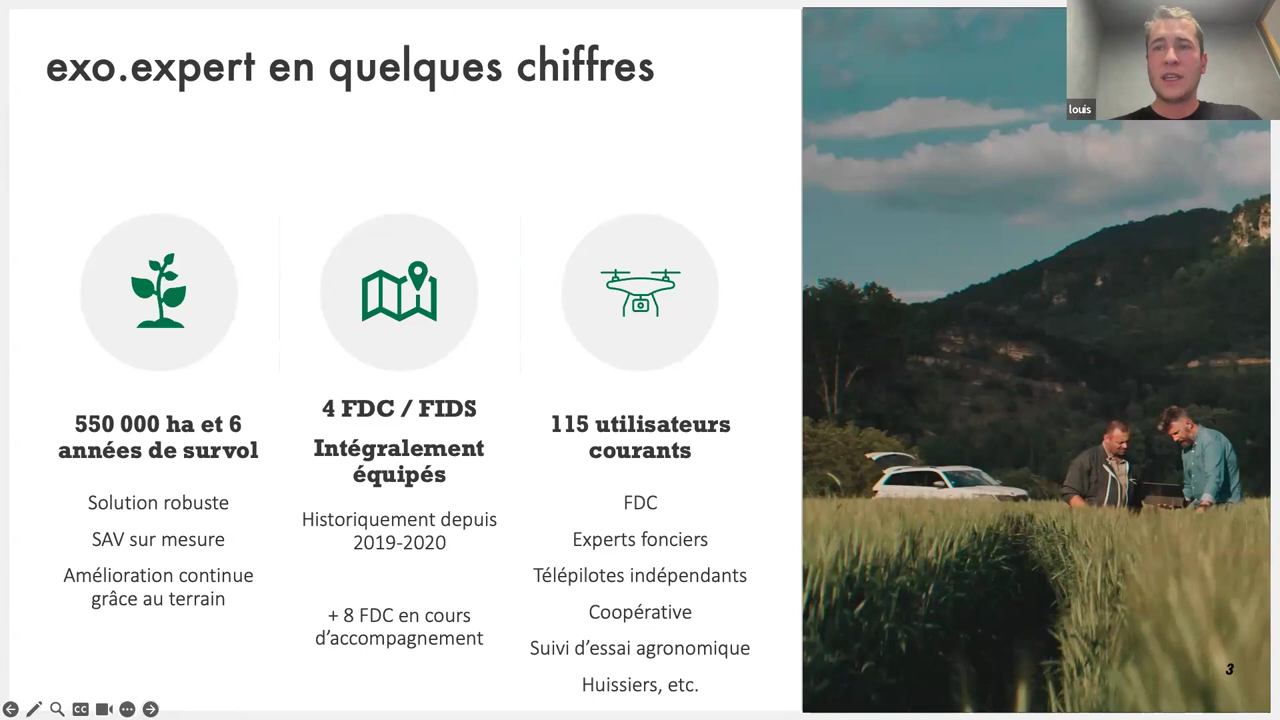 exo.expert en quelques chiffres
louis
550 000 ha et 6
années de survol
Solution robuste
SAV sur mesure
Amélioration continue
grâce au terrain
4 FDC / FIDS
Intégralement
équipés
Historiquement depuis
2019-2020
+ 8 FDC en cours
d'accompagnement
115 utilisateurs
courants
FDC
Experts fonciers
Télépilotes indépendants
Coopérative
Suivi d'essai agronomique
Huissiers, etc.
3
CC